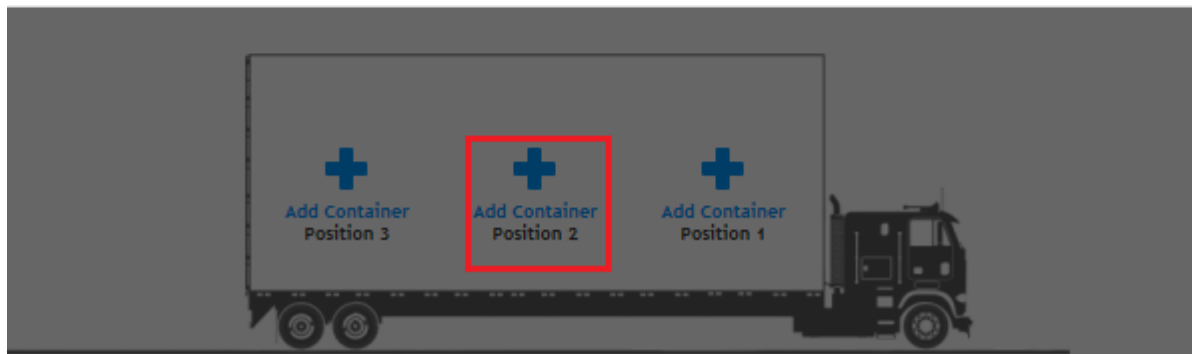 Add Container
Position 3
Add Container
Position 2
Add Container
Position 1